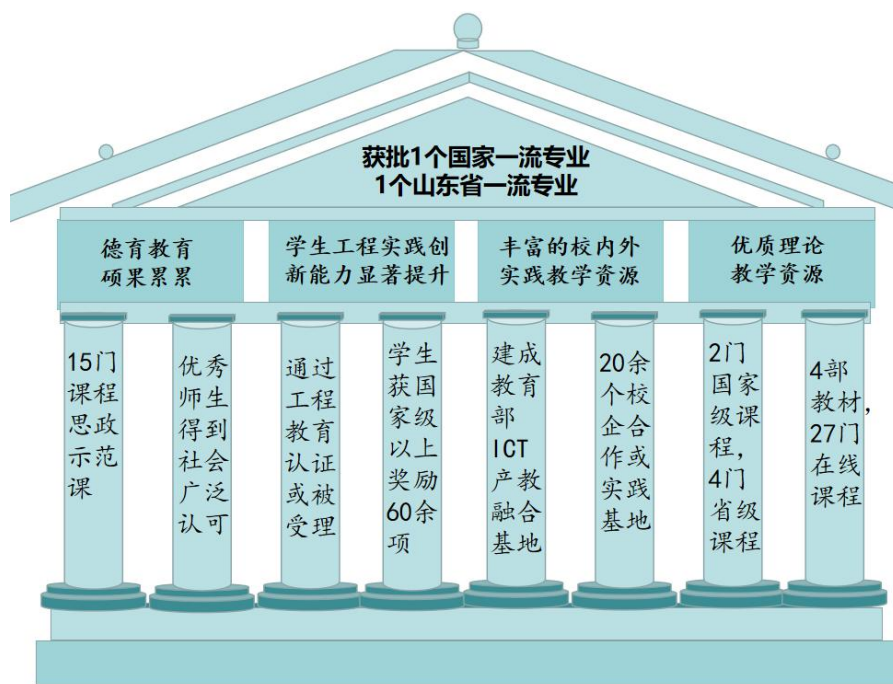 获批1个国家一流专业
1个山东省一流专业
德育教育
硕果累累
学生工程实践创
新能力显著提升
丰富的校内外
实践教学资源
优质理论
教学资源
15门
课程
思政
示范
课
优秀
师生
得到
社会
广泛
认可
通过
工程
教育
认证
或被
受理
学生
获国
家级
以上
奖励
60余
项
建成
教育
部
ICT
产教
融合
基地
20余
个校
企合
作或
实践
基地
2门
国家
级课
程，
4门
省级
课程
4部
教材，
27门
在线
课程